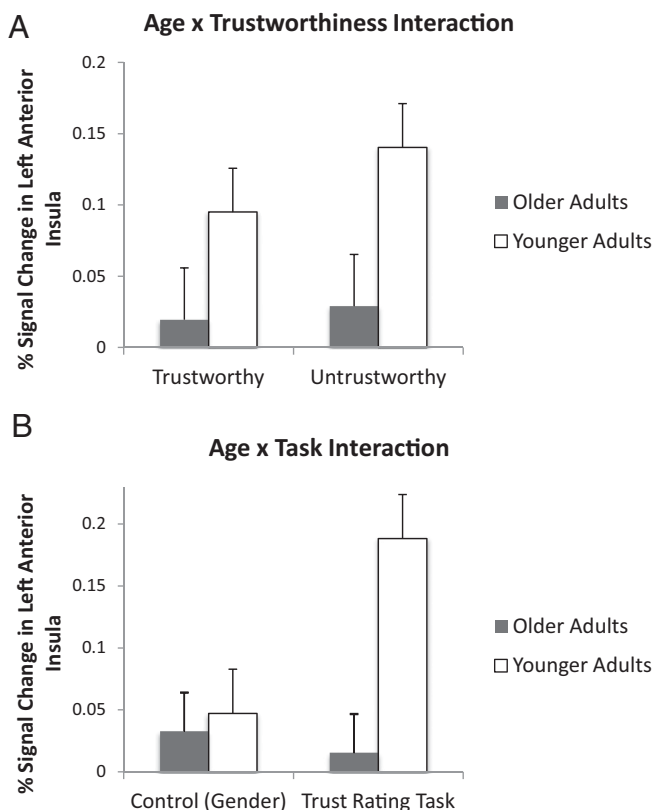 A
Age x Trustworthiness Interaction
% Signal Change in Left Anterior
Insula
0.2
0.15
0.1
0.05
0
Trustworthy Untrustworthy
Older Adults
Younger Adults
B
Age x Task Interaction
% Signal Change in Left Anterior
Insula
0.2
0.15
0.1
0.05
0
Control (Gender) Trust Rating Task
Older Adults
Younger Adults